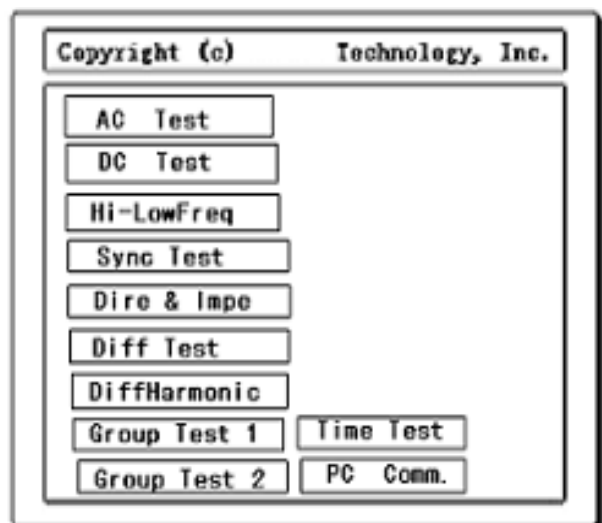 Copyright (c) Technology, Inc.
AC Test
DC Test
Hi-LowFreq
Sync Test
Dire & Impe
Diff Test
DiffHarmonic
Group Test 1 Time Test
Group Test 2 PC Comm.